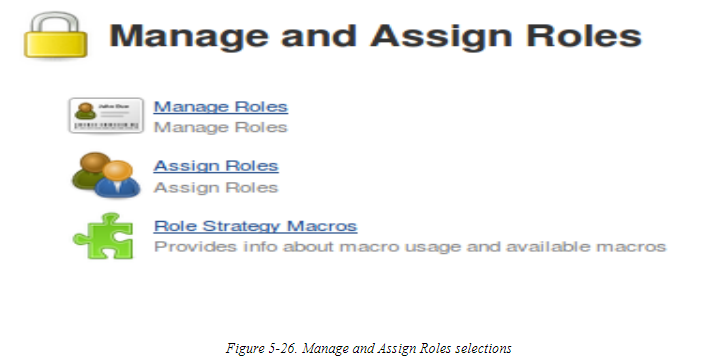 Manage and Assign Roles
John Doe
Manage Roles
Manage Roles
Assign Roles
Assign Roles
Role Strategy Macros
Provides info about macro usage and available macros
Figure 5-26. Manage and Assign Roles selections